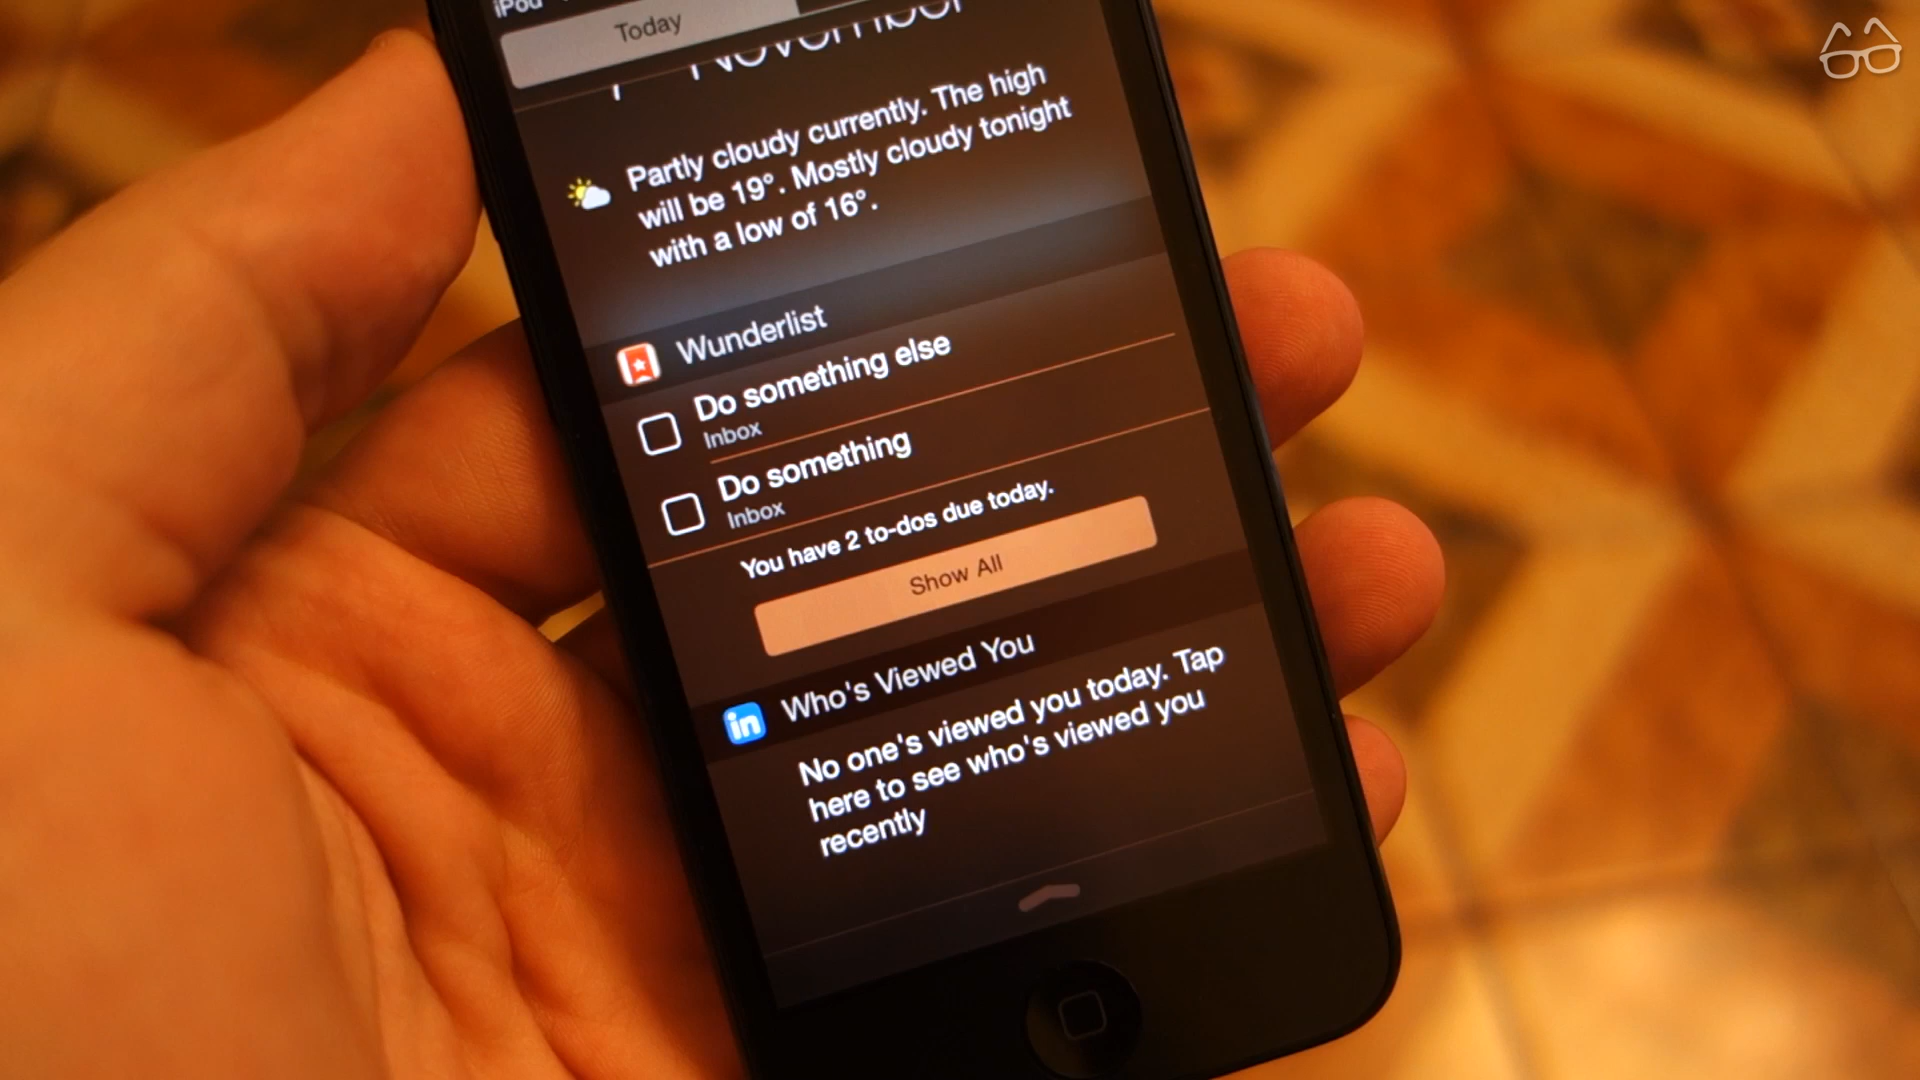 iPod
Today
November
Partly cloudy currently. The high
will be 19°. Mostly cloudy tonight
with a low of 16°.
Wunderlist
Do something else
Inbox
Do something
Inbox
You have 2 to-dos due today.
Show All
in
Who's Viewed You
No one's viewed you today. Tap
here to see who's viewed you
recently